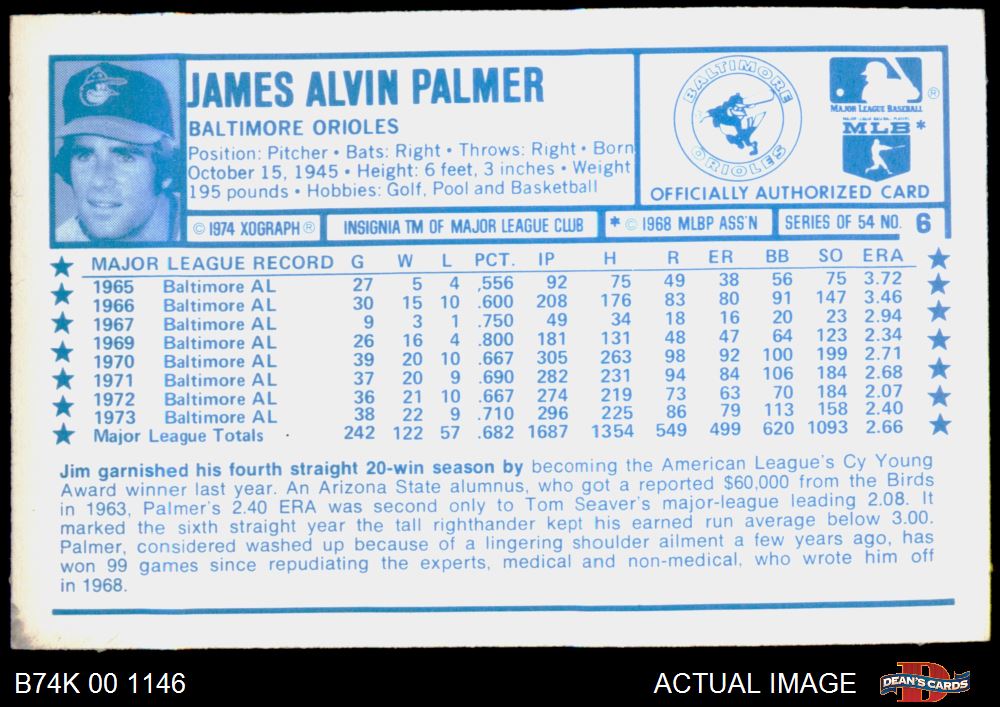 JAMES ALVIN PALMER
BALTIMORE ORIOLES
Position: Pitcher • Bats: Right • Throws: Right • Born
October 15, 1945 • Height: 6 feet, 3 inches • Weight
195 pounds • Hobbies: Golf, Pool and Basketball
BALTIMORE
ORIOLES
MAJOR LEAGUE BASEBALL ®
MLB *
OFFICIALLY AUTHORIZED CARD
© 1974 XOGRAPH ® INSIGNIA TM OF MAJOR LEAGUE CLUB * © 1968 MLBP ASS'N SERIES OF 54 NO. 6
MAJOR LEAGUE RECORD G W L PCT. IP H R ER BB SO ERA
1965 Baltimore AL 27 5 4 .556 92 75 49 38 56 75 3.72
1966 Baltimore AL 30 15 10 .600 208 176 83 80 91 147 3.46
1967 Baltimore AL 9 3 1 .750 49 34 18 16 20 23 2.94
1969 Baltimore AL 26 16 4 .800 181 131 48 47 64 123 2.34
1970 Baltimore AL 39 20 10 .667 305 263 98 92 100 199 2.71
1971 Baltimore AL 37 20 9 .690 282 231 94 84 106 184 2.68
1972 Baltimore AL 36 21 10 .667 274 219 73 63 70 184 2.07
1973 Baltimore AL 38 22 9 .710 296 225 86 79 113 158 2.40
Major League Totals 242 122 57 .682 1687 1354 549 499 620 1093 2.66
Jim garnished his fourth straight 20-win season by becoming the American League's Cy Young
Award winner last year. An Arizona State alumnus, who got a reported $60,000 from the Birds
in 1963, Palmer's 2.40 ERA was second only to Tom Seaver's major-league leading 2.08. It
marked the sixth straight year the tall righthander kept his earned run average below 3.00.
Palmer, considered washed up because of a lingering shoulder ailment a few years ago, has
won 99 games since repudiating the experts, medical and non-medical, who wrote him off
in 1968.
B74K 00 1146
ACTUAL IMAGE
DEAN'S CARDS